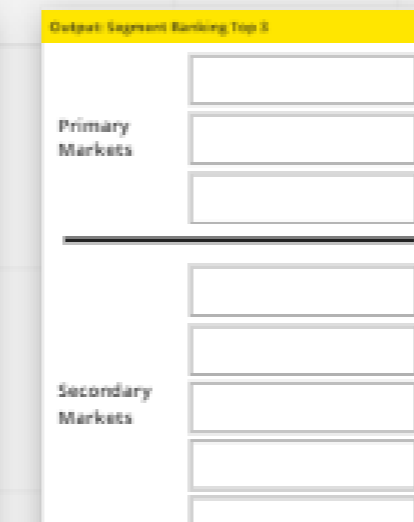 Output: Segment Ranking Top 3
Primary
Markets
Secondary
Markets